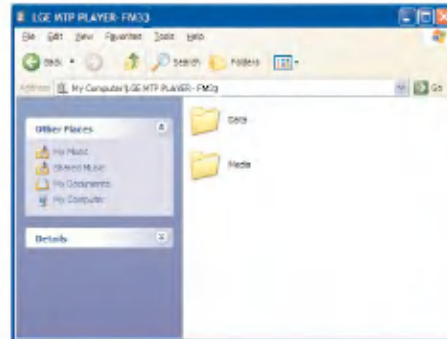 LGE MTP PLAYER- FM33
File Edit View Favorites Tools Help
Back Search Folders
Address My Computer\LGE MTP PLAYER- FM33 Go
Other Places
My Music
Shared Music
My Documents
My Computer
Details
Data
Media